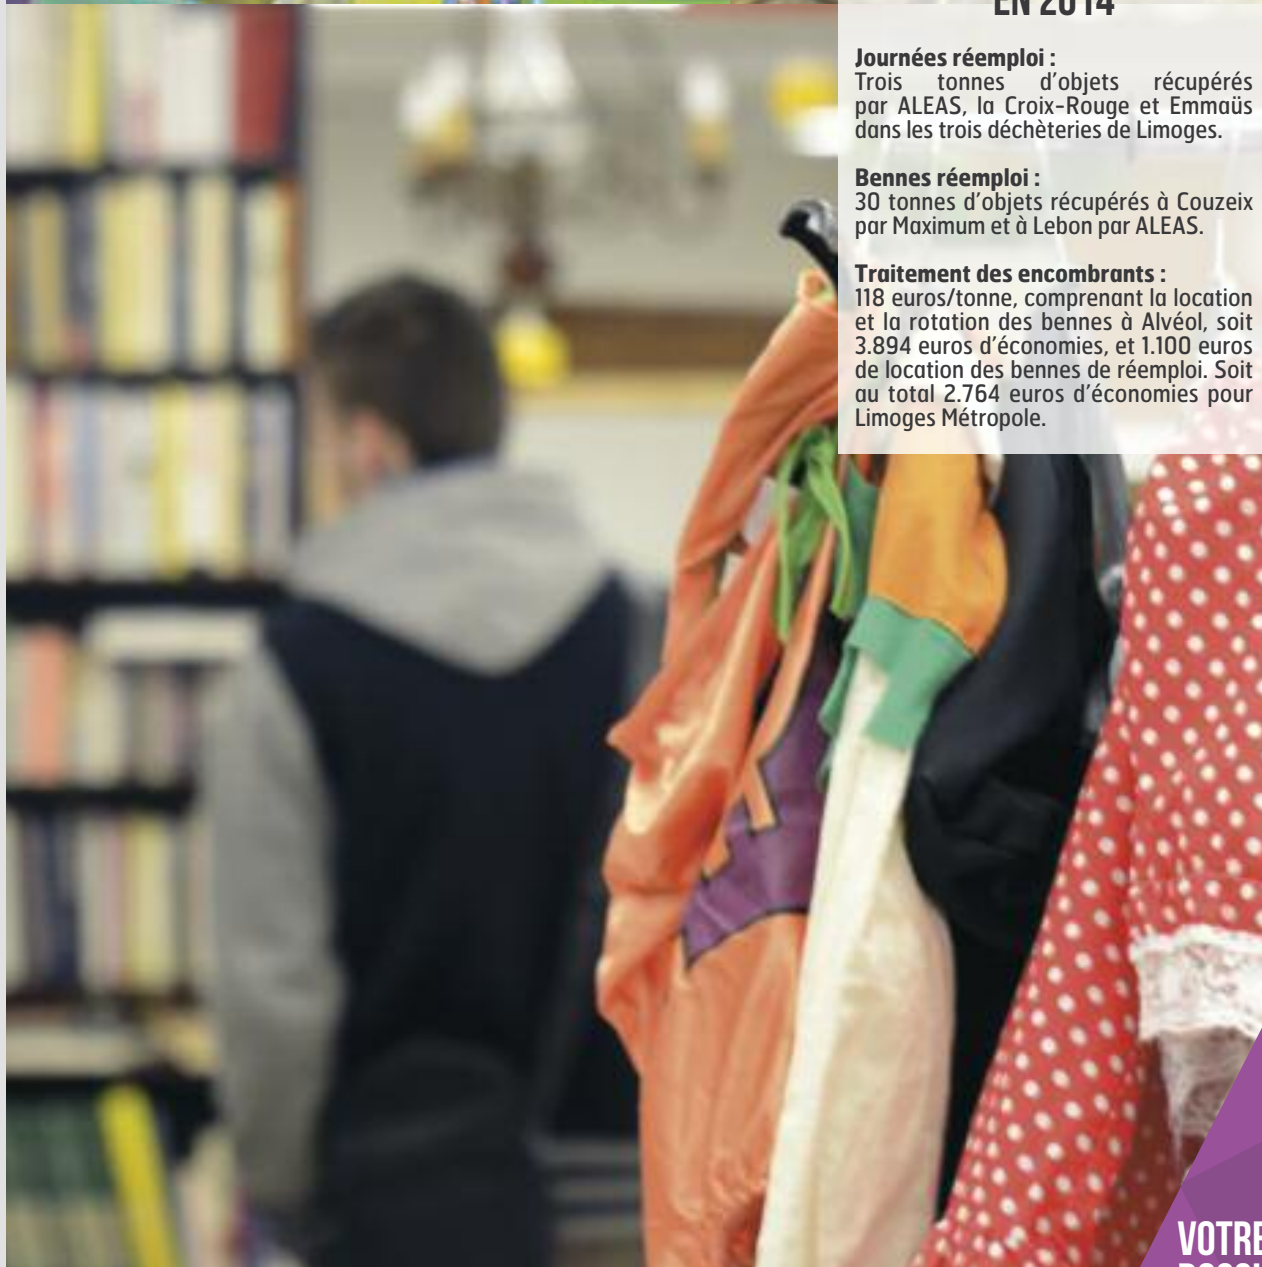 EN 2014
Journées réemploi :
Trois tonnes d'objets récupérés
par ALEAS, la Croix-Rouge et Emmaüs
dans les trois déchèteries de Limoges.
Bennes réemploi :
30 tonnes d'objets récupérés à Couzeix
par Maximum et à Lebon par ALEAS.
Traitement des encombrants :
118 euros/tonne, comprenant la location
et la rotation des bennes à Alvéol, soit
3.894 euros d'économies, et 1.100 euros
de location des bennes de réemploi. Soit
au total 2.764 euros d'économies pour
Limoges Métropole.
VOTRE